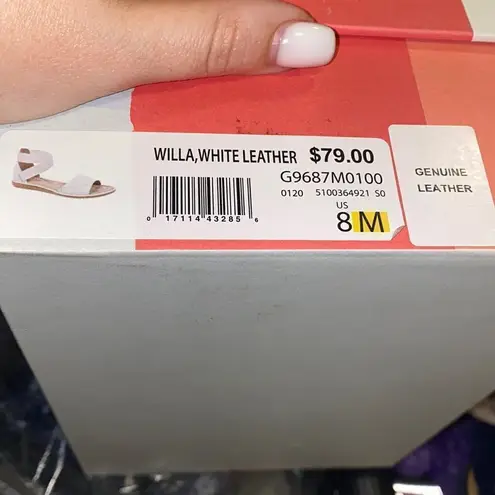 WILLA,WHITE LEATHER $79.00
G9687M0100
0120 5100364921 S0
US
8 M
0 17114 43285 6
GENUINE
LEATHER